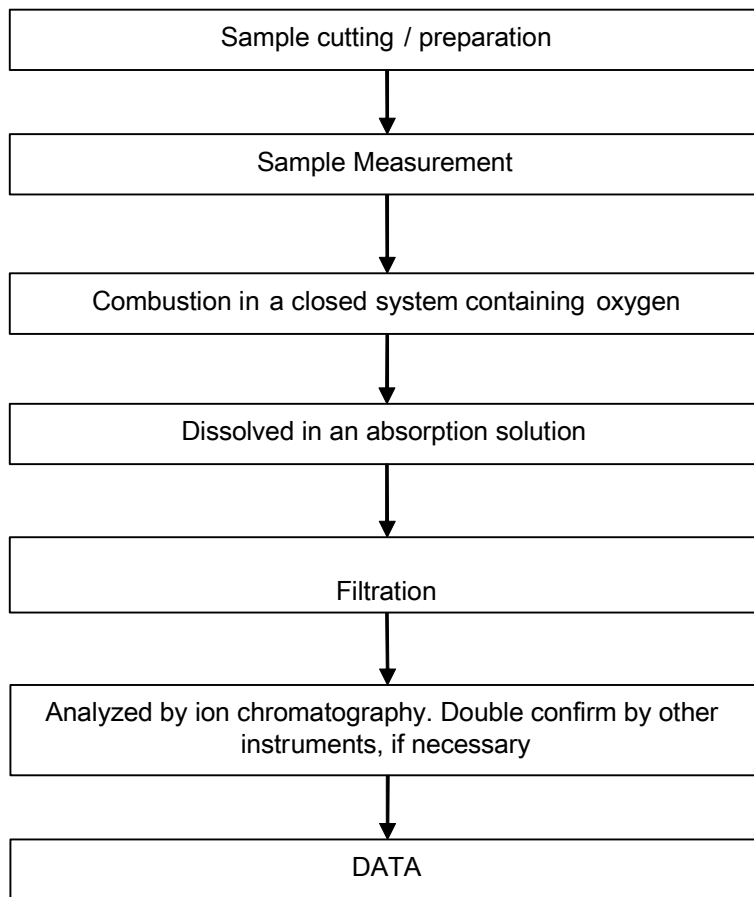 Sample cutting / preparation
Sample Measurement
Combustion in a closed system containing oxygen
Dissolved in an absorption solution
Filtration
Analyzed by ion chromatography. Double confirm by other
instruments, if necessary
DATA